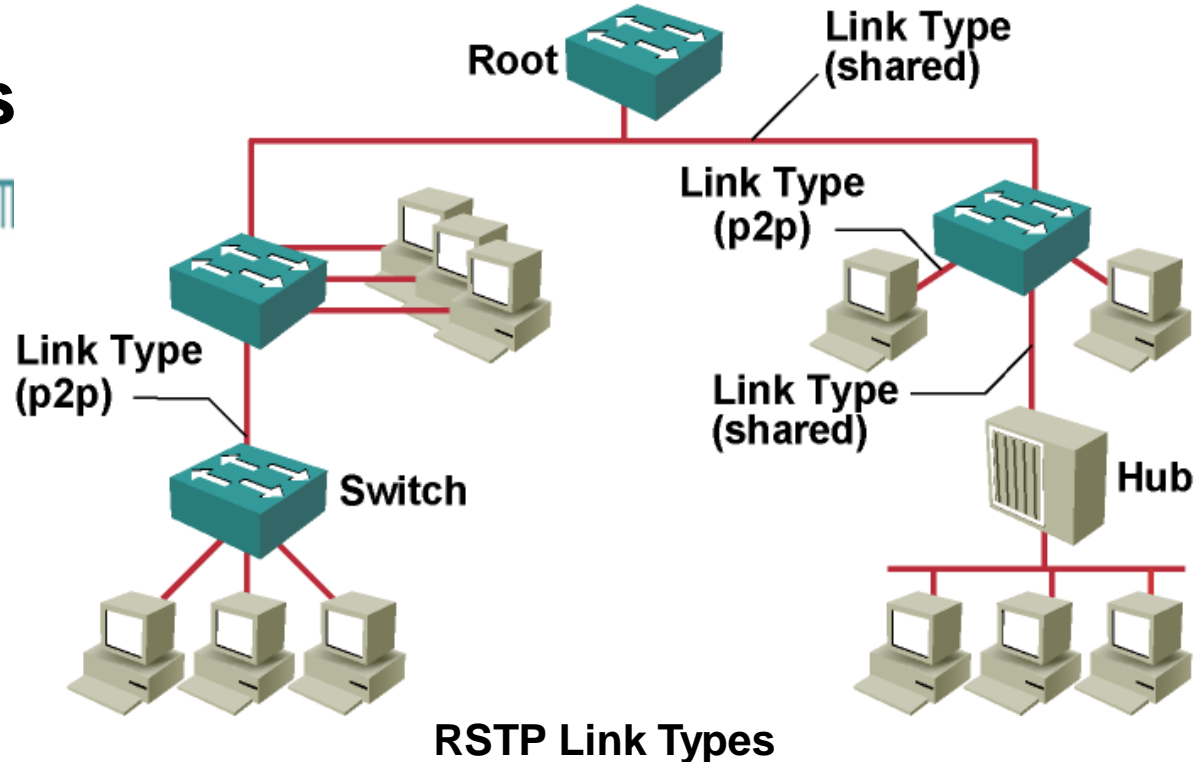 Root
Link Type
(shared)
s
Link Type
(p2p)
Link Type
(p2p)
Link Type
(shared)
Switch
Hub
RSTP Link Types